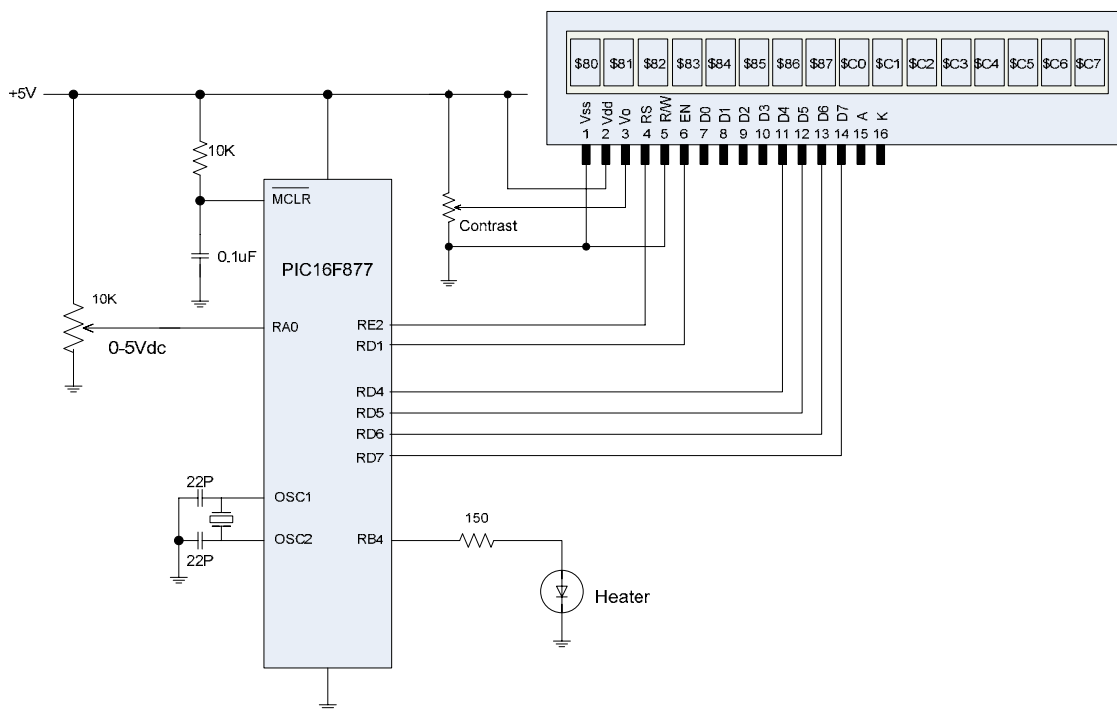 $80 $81 $82 $83 $84 $85 $86 $87 $C0 $C1 $C2 $C3 $C4 $C5 $C6 $C7
Vss Vdd Vo RS R/W EN D0 D1 D2 D3 D4 D5 D6 D7 A K
1 2 3 4 5 6 7 8 9 10 11 12 13 14 15 16
+5V
10K
MCLR
Contrast
0.1uF
PIC16F877
10K
RA0
0-5Vdc
RE2
RD1
RD4
RD5
RD6
RD7
22P
OSC1
OSC2
22P
RB4
150
Heater